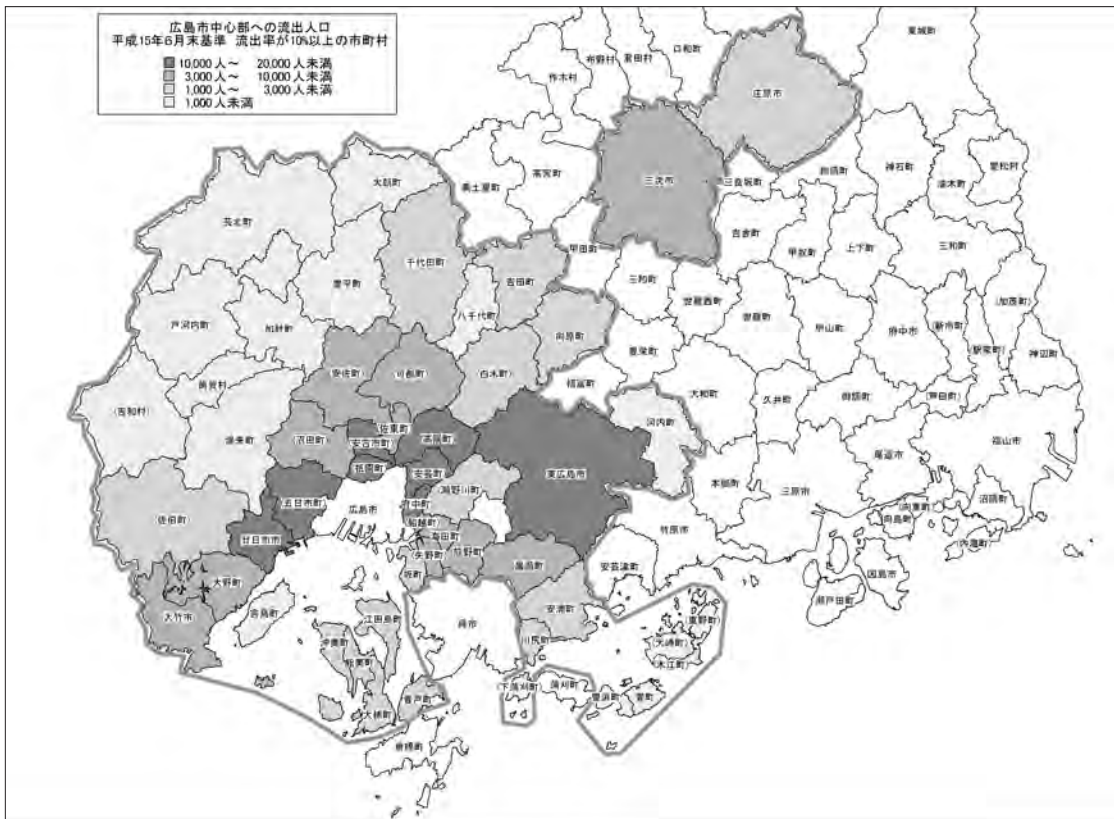 広島市中心部への流出人口
平成15年6月末基準 流出率が10%以上の市町村
10,000人～ 20,000人未満
3,000人～ 10,000人未満
1,000人～ 3,000人未満
1,000人未満
東城町
口和町
布野村
君田村
作木村
庄原市
大朝町
美土里町
高宮町
三次市
三良坂町
総領町
神石町
油木町
豊松村
芸北町
千代田町
吉田町
甲田町
吉舎町
甲奴町
上下町
三和町
豊平町
三和町
世羅西町
世羅町
(加茂町)
戸河内町
加計町
八千代町
向原町
甲山町
府中市
(新市町)
神辺町
豊栄町
(駅家町)
(安佐町)
(可部町)
(白木町)
筒賀村
福富町
大和町
久井町
御調町
(芦田町)
(吉和村)
湯来町
(沼田町)
(佐東町)
(安古市町)
(高陽町)
河内町
福山市
尾道市
(祇園町)
(安芸町)
東広島市
本郷町
三原市
(五日市町)
広島市
(瀬野川町)
府中町
沼隈町
佐伯町
(船越町)
竹原市
(向東町)
向島町
廿日市市
海田町
内海町
(矢野町)
熊野町
坂町
黒瀬町
安芸津町
因島市
大野町
瀬戸田町
大竹市
宮島町
江田島町
安浦町
呉市
(東野町)
沖美町
川尻町
(大崎町)
能美町
(木江町)
(下蒲刈町)
蒲刈町
音戸町
豊浜町
豊町
大柿町
倉橋町